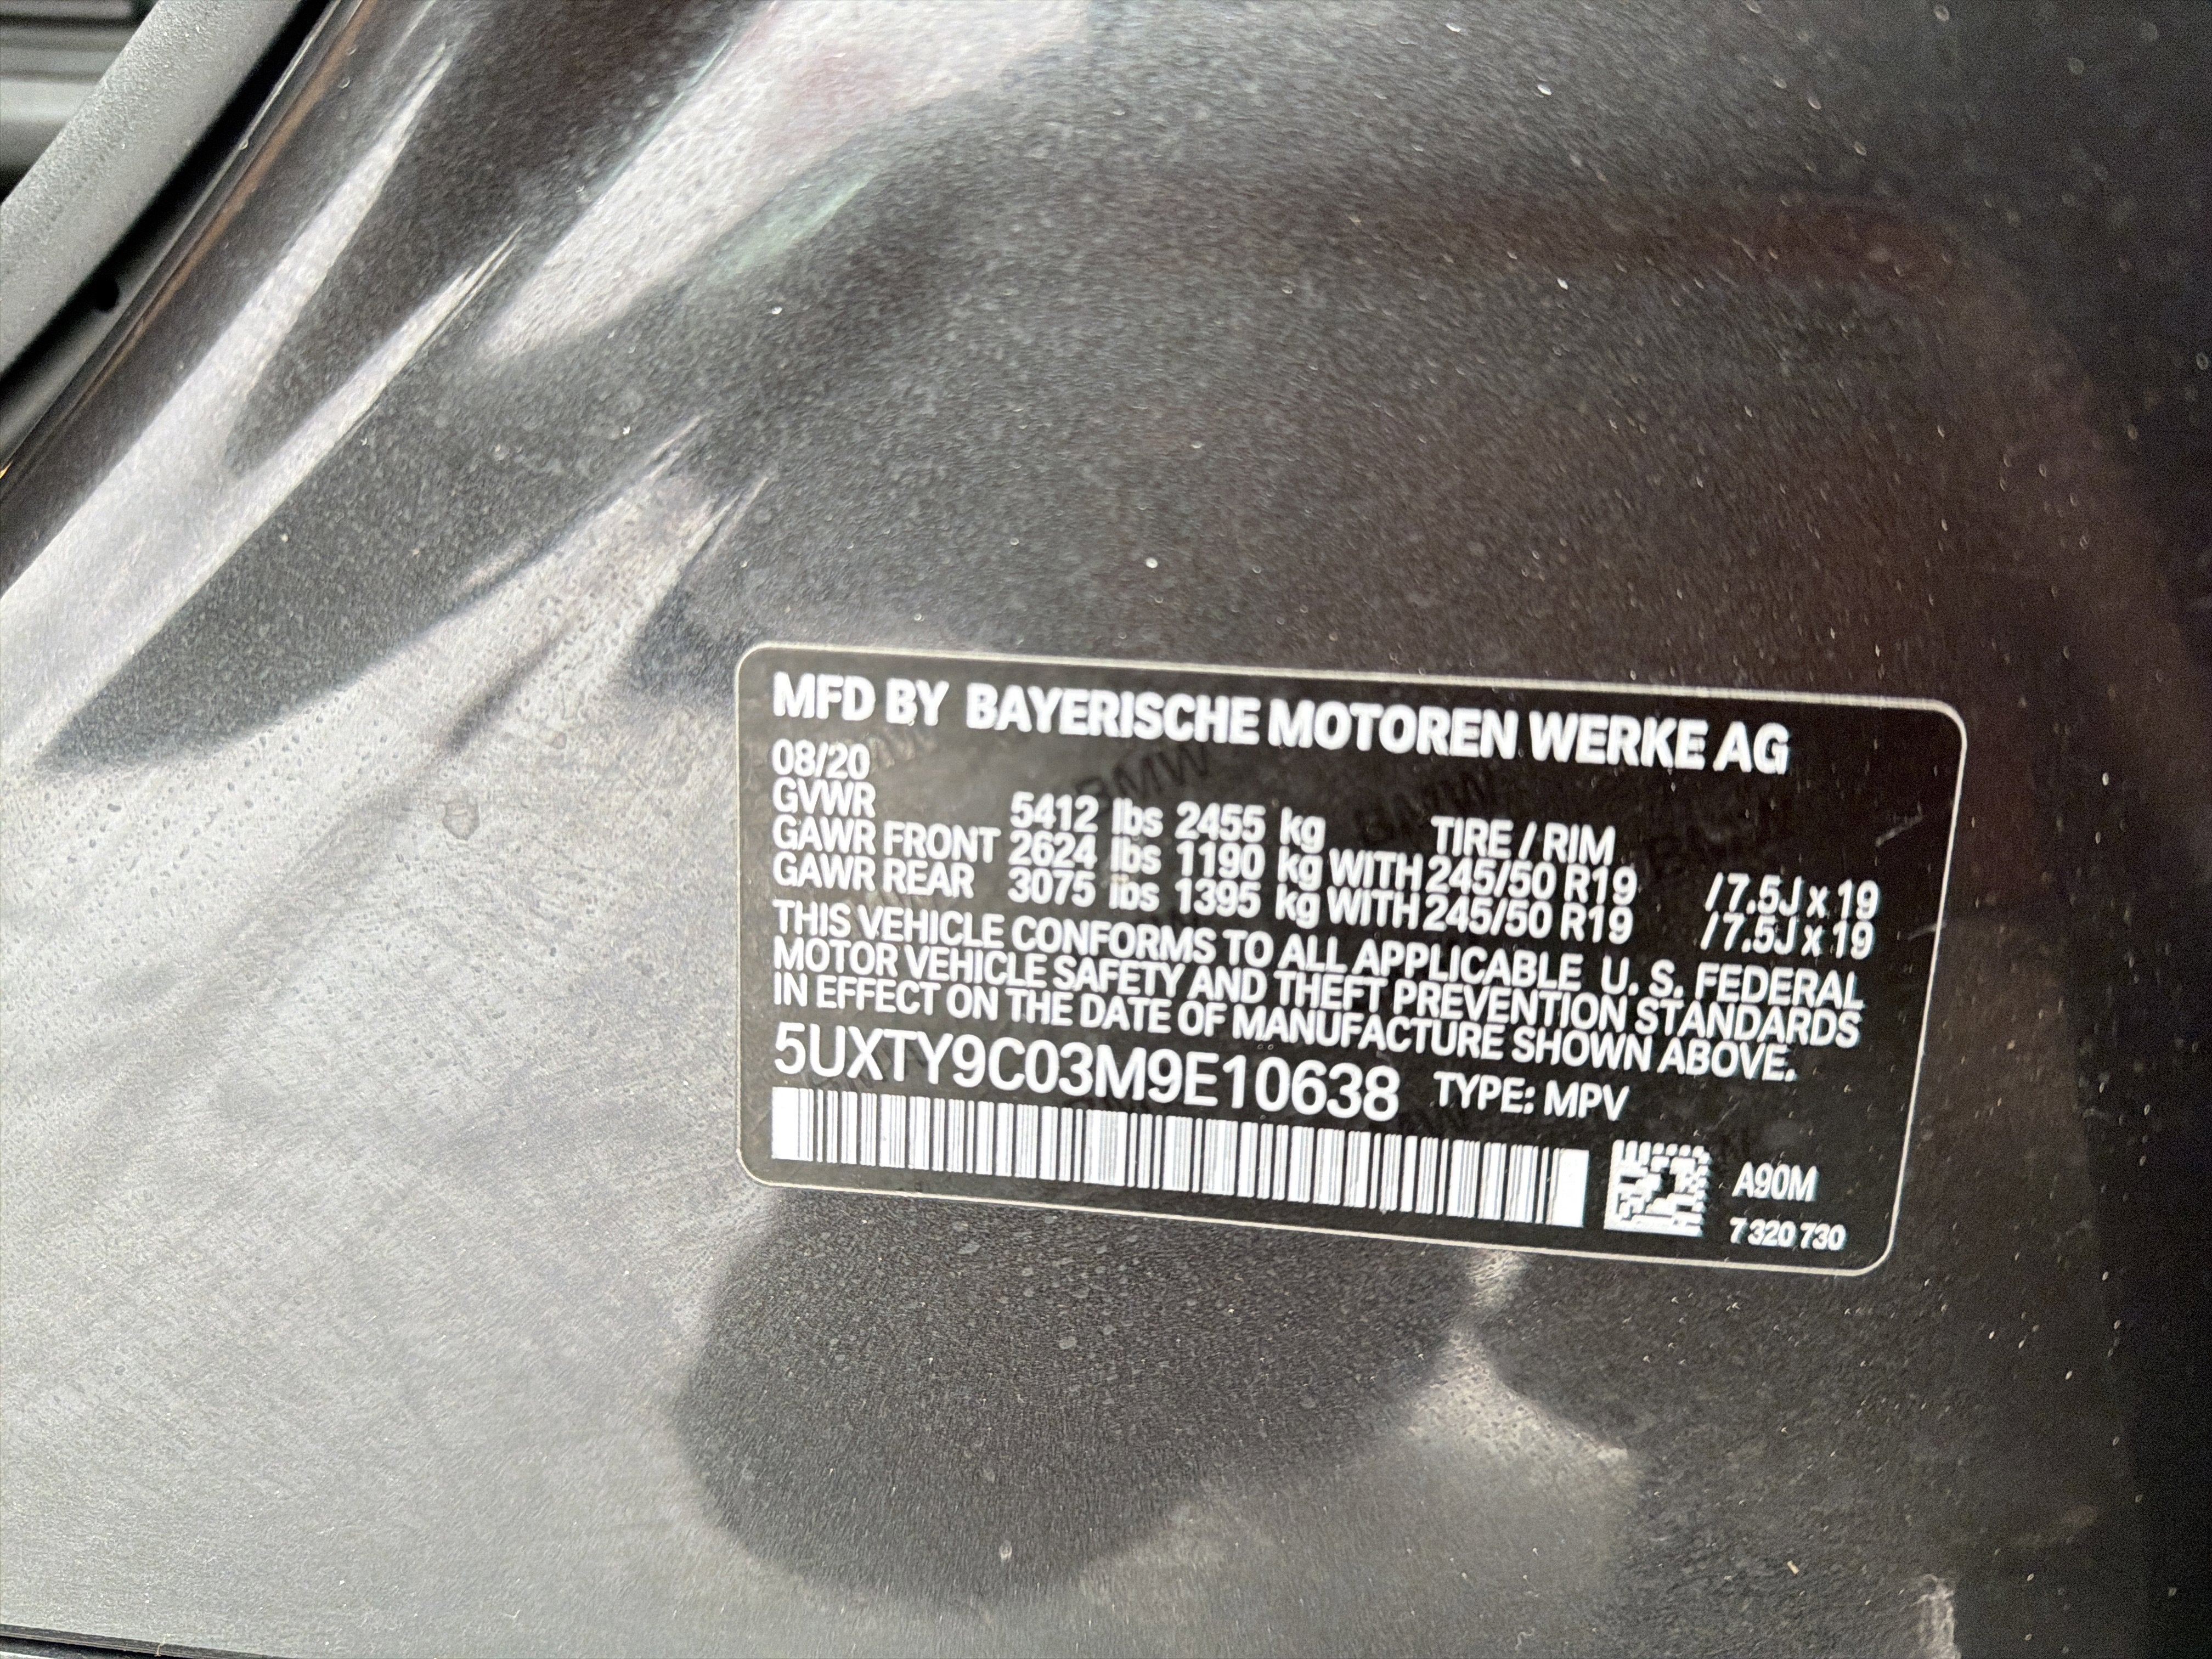 MFD BY BAYERISCHE MOTOREN WERKE AG
08/20
GVWR 5412 lbs 2455 kg TIRE / RIM
GAWR FRONT 2624 lbs 1190 kg WITH 245/50 R19 / 7.5J x 19
GAWR REAR 3075 lbs 1395 kg WITH 245/50 R19 / 7.5J x 19
THIS VEHICLE CONFORMS TO ALL APPLICABLE U. S. FEDERAL
MOTOR VEHICLE SAFETY AND THEFT PREVENTION STANDARDS
IN EFFECT ON THE DATE OF MANUFACTURE SHOWN ABOVE.
5UXTY9C03M9E10638 TYPE: MPV
A90M
7 320 730